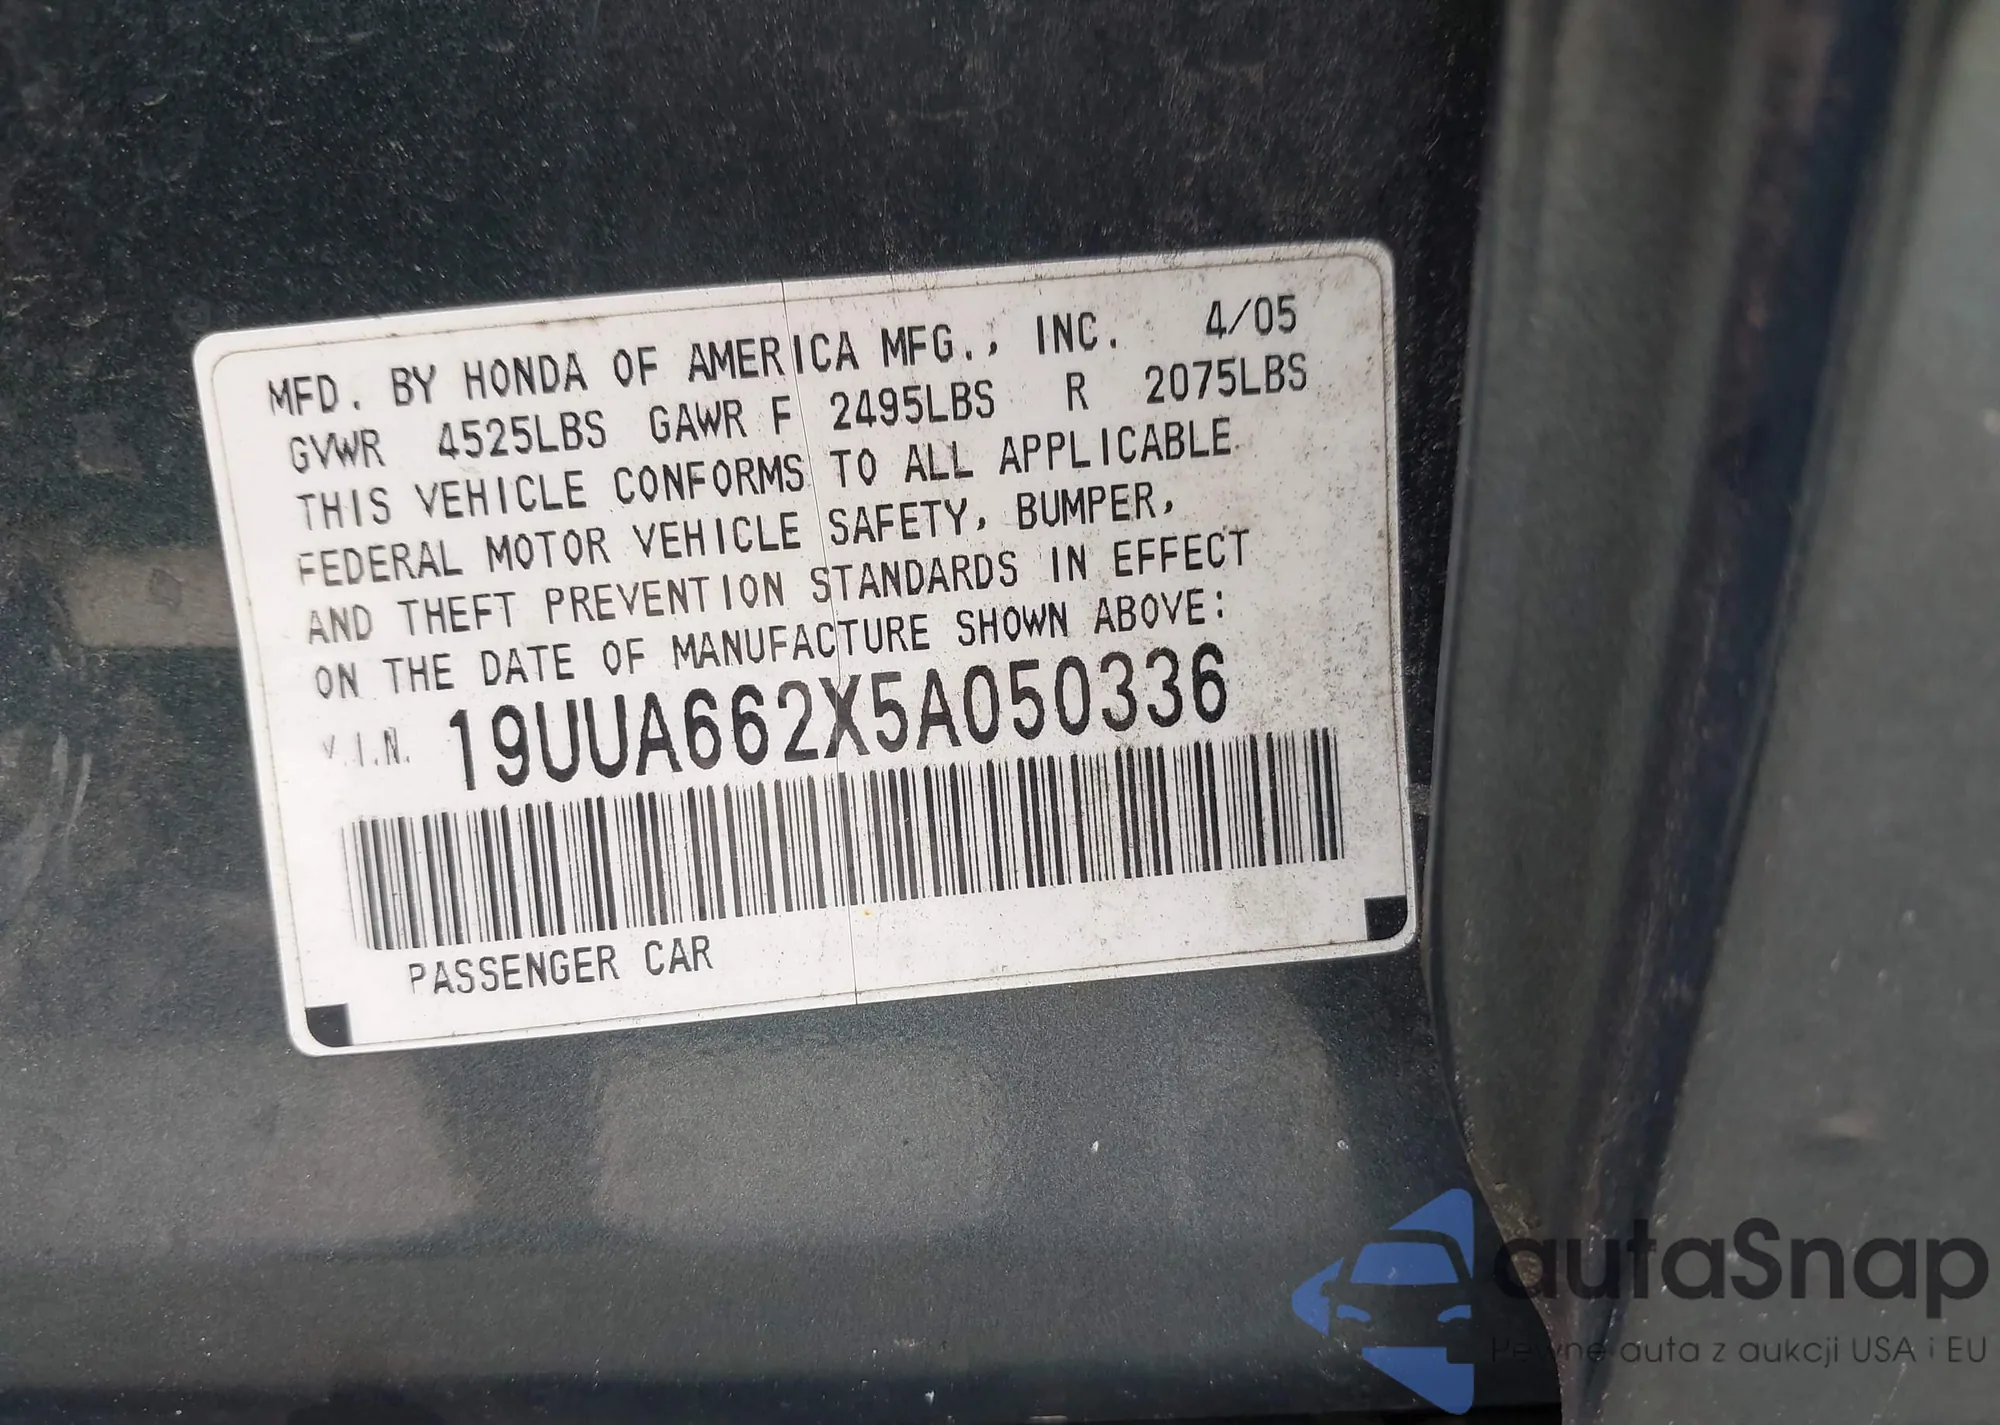 MFD. BY HONDA OF AMERICA MFG., INC. 4/05
GVWR 4525LBS GAWR F 2495LBS R 2075LBS
THIS VEHICLE CONFORMS TO ALL APPLICABLE
FEDERAL MOTOR VEHICLE SAFETY, BUMPER,
AND THEFT PREVENTION STANDARDS IN EFFECT
ON THE DATE OF MANUFACTURE SHOWN ABOVE:
V.I.N. 19UUA662X5A050336
PASSENGER CAR
autaSnap
Pewne auta z aukcji USA i EU